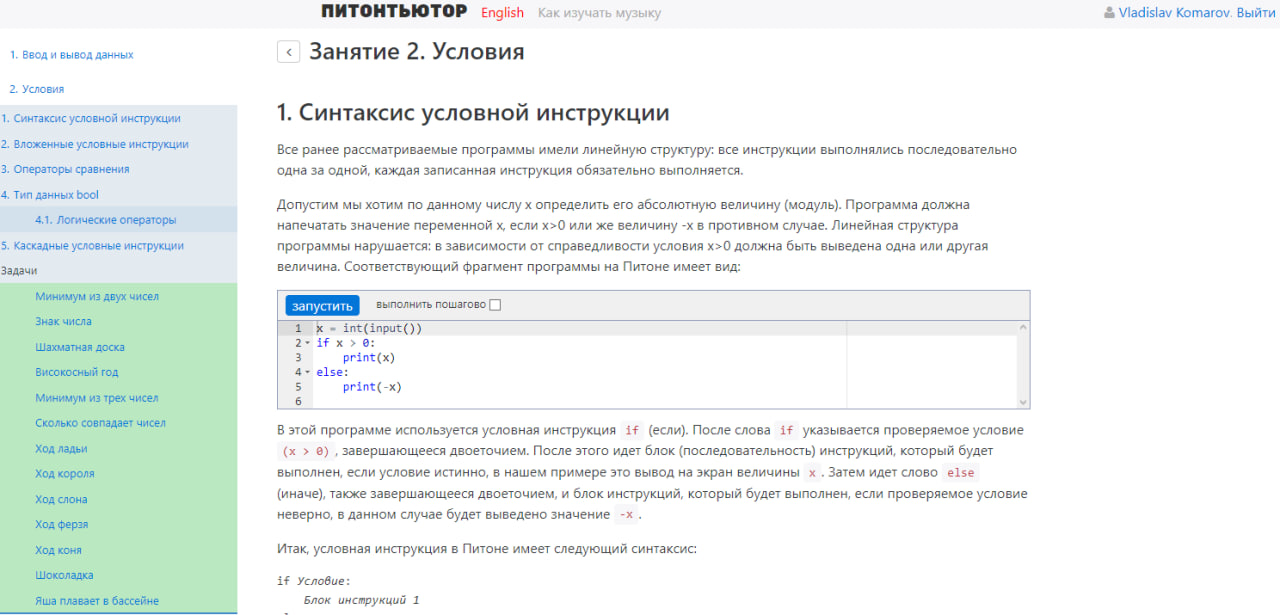 ПИТОНТЬЮТОР English Как изучать музыку Vladislav Komarov. Выйти
1. Ввод и вывод данных
2. Условия
1. Синтаксис условной инструкции
2. Вложенные условные инструкции
3. Операторы сравнения
4. Тип данных bool
4.1. Логические операторы
5. Каскадные условные инструкции
Задачи
Минимум из двух чисел
Знак числа
Шахматная доска
Високосный год
Минимум из трех чисел
Сколько совпадает чисел
Ход ладьи
Ход короля
Ход слона
Ход ферзя
Ход коня
Шоколадка
Яша плавает в бассейне
Занятие 2. Условия
1. Синтаксис условной инструкции
Все ранее рассматриваемые программы имели линейную структуру: все инструкции выполнялись последовательно
одна за одной, каждая записанная инструкция обязательно выполняется.
Допустим мы хотим по данному числу x определить его абсолютную величину (модуль). Программа должна
напечатать значение переменной x, если x>0 или же величину -x в противном случае. Линейная структура
программы нарушается: в зависимости от справедливости условия x>0 должна быть выведена одна или другая
величина. Соответствующий фрагмент программы на Питоне имеет вид:
запустить выполнить пошагово
1 x = int(input())
2 if x > 0:
3     print(x)
4 else:
5     print(-x)
6
В этой программе используется условная инструкция if (если). После слова if указывается проверяемое условие
(x > 0) , завершающееся двоеточием. После этого идет блок (последовательность) инструкций, который будет
выполнен, если условие истинно, в нашем примере это вывод на экран величины x . Затем идет слово else
(иначе), также завершающееся двоеточием, и блок инструкций, который будет выполнен, если проверяемое условие
неверно, в данном случае будет выведено значение -x .
Итак, условная инструкция в Питоне имеет следующий синтаксис:
if Условие:
    Блок инструкций 1